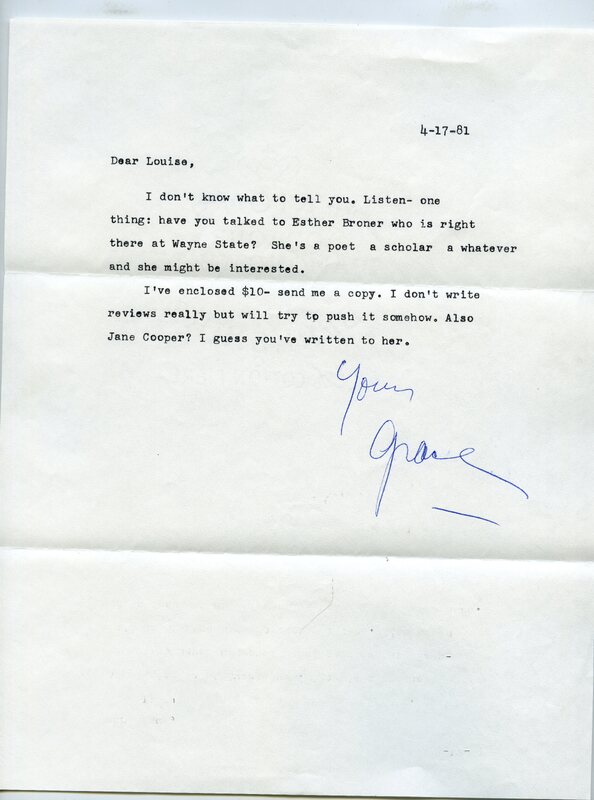 4-17-81
Dear Louise,
I don't know what to tell you. Listen- one
thing: have you talked to Esther Broner who is right
there at Wayne State? She's a poet a scholar a whatever
and she might be interested.
I've enclosed $10- send me a copy. I don't write
reviews really but will try to push it somehow. Also
Jane Cooper? I guess you've written to her.
Yours
Grace